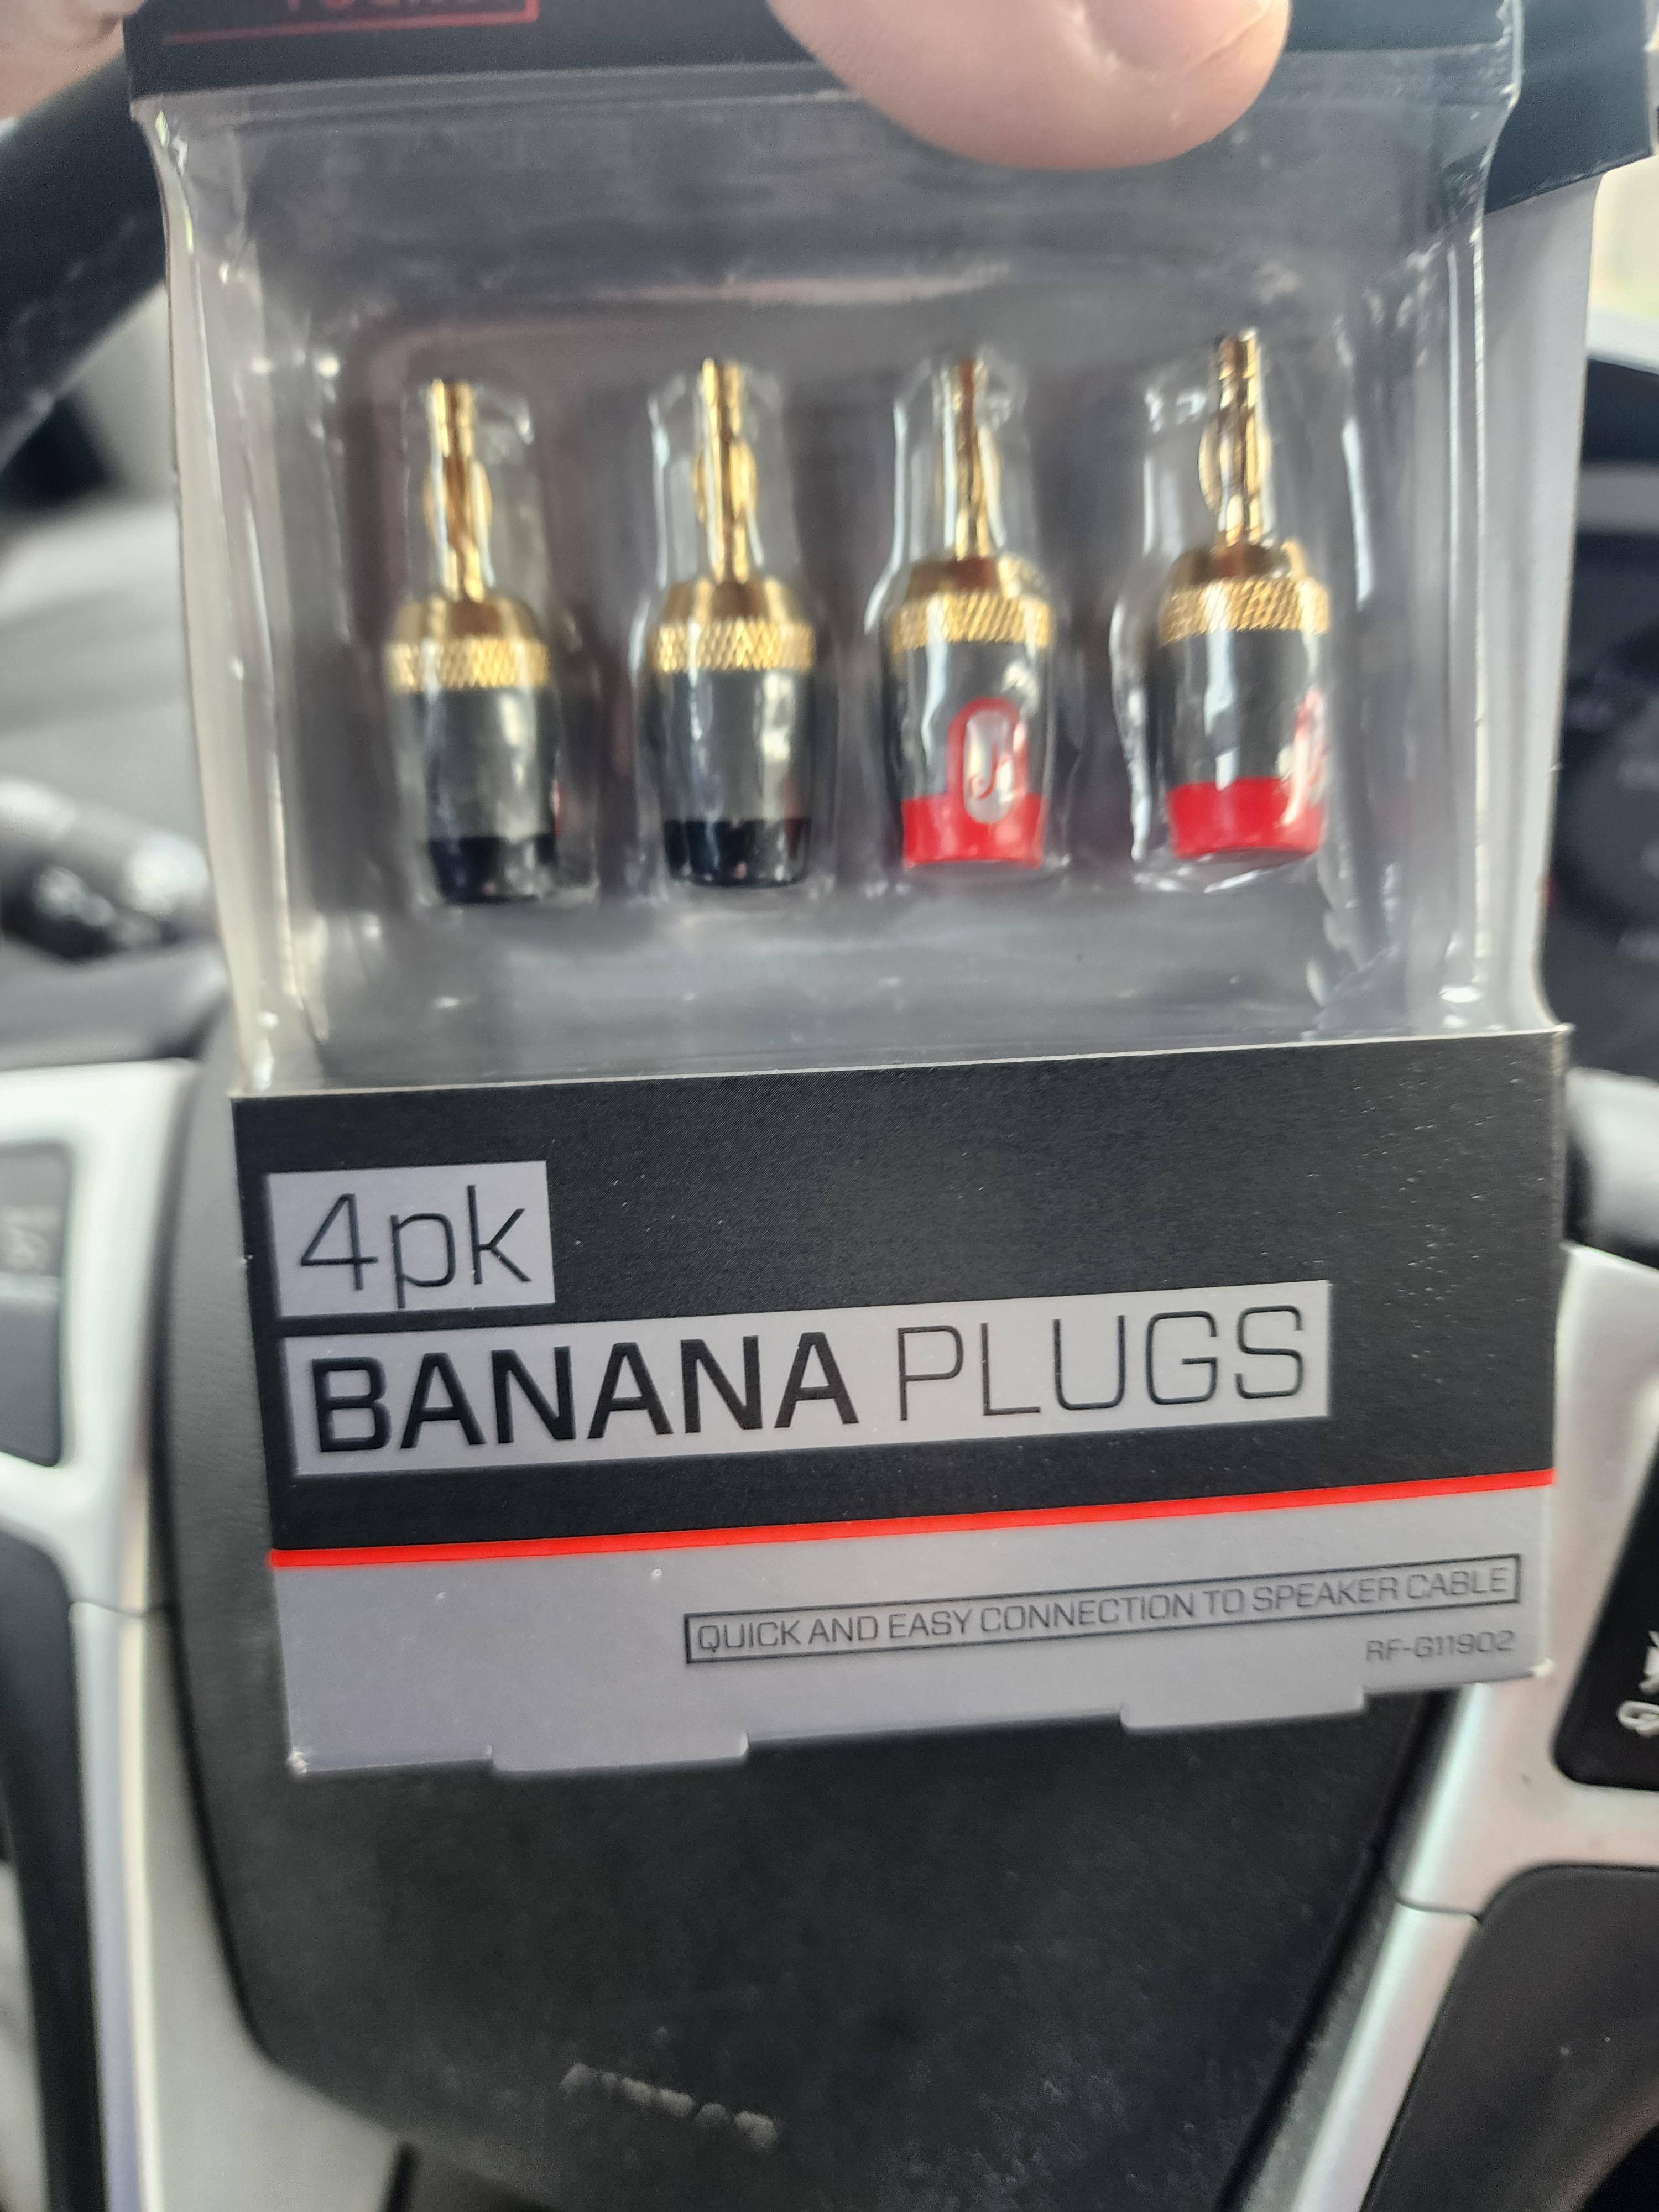 4pk
BANANA PLUGS
QUICK AND EASY CONNECTION TO SPEAKER CABLE
RF-G11902